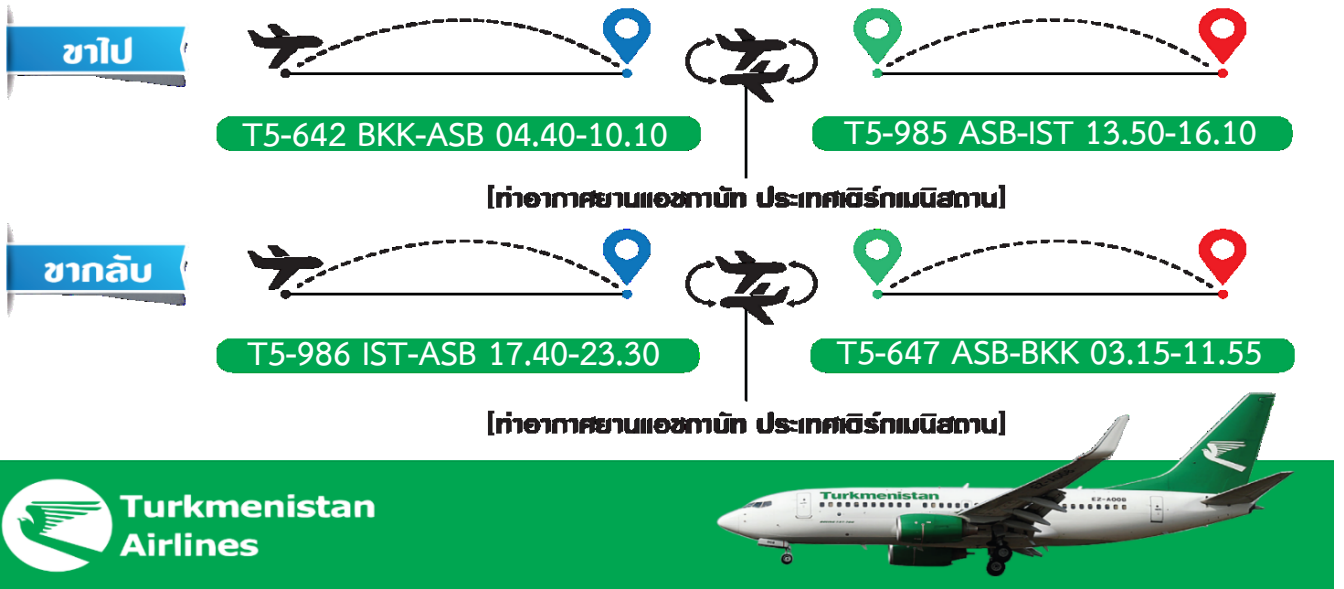 ขาไป
T5-642 BKK-ASB 04.40-10.10
T5-985 ASB-IST 13.50-16.10
[ท่าอากาศยานแอชกาบัท ประเทศเติร์กเมนิสถาน]
ขากลับ
T5-986 IST-ASB 17.40-23.30
T5-647 ASB-BKK 03.15-11.55
[ท่าอากาศยานแอชกาบัท ประเทศเติร์กเมนิสถาน]
Turkmenistan
Airlines
Turkmenistan
EZ-A006